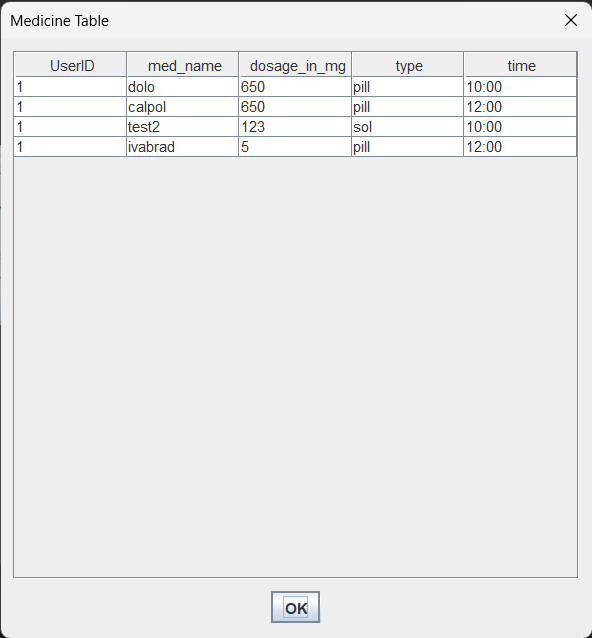 Medicine Table
UserID med_name dosage_in_mg type time
1 dolo 650 pill 10:00
1 calpol 650 pill 12:00
1 test2 123 sol 10:00
1 ivabrad 5 pill 12:00
OK